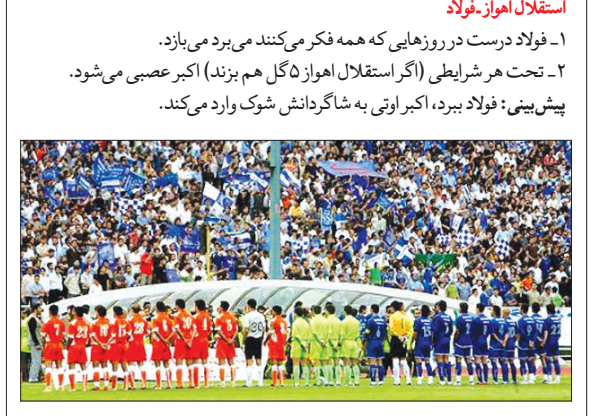 استقلال اهواز ـ فولاد
۱ـ فولاد درست در روزهایی که همه فکر می‌کنند می‌برد می‌بازد.
۲ـ تحت هر شرایطی (اگر استقلال اهواز ۵ گل هم بزند) اکبر عصبی می‌شود.
پیش‌بینی: فولاد ببرد، اکبر اوتی به شاگردانش شوک وارد می‌کند.